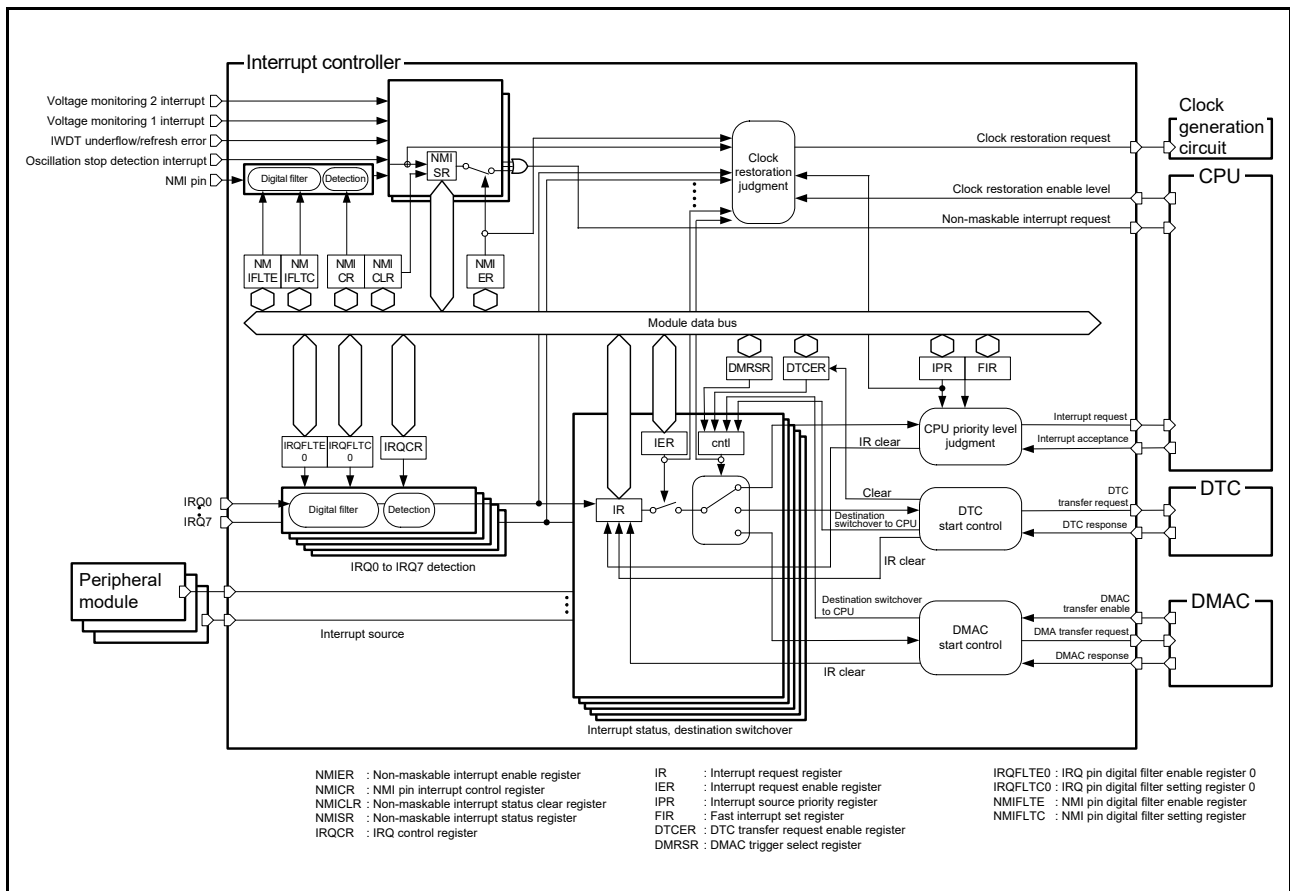 Interrupt controller
Voltage monitoring 2 interrupt
Voltage monitoring 1 interrupt
IWDT underflow/refresh error
Oscillation stop detection interrupt
NMI pin
Digital filter
Detection
NMI
SR
Clock
restoration
judgment
Clock restoration request
Clock restoration enable level
Non-maskable interrupt request
Clock
generation
circuit
CPU
NM
IFLTE
NM
IFLTC
NMI
CR
NMI
CLR
NMI
ER
Module data bus
DMRSR
DTCER
IPR
FIR
IRQFLTE
0
IRQFLTC
0
IRQCR
IER
cntl
CPU priority level
judgment
Interrupt request
Interrupt acceptance
IR clear
IRQ0
IRQ7
Digital filter
Detection
IRQ0 to IRQ7 detection
IR
Clear
Destination
switchover to CPU
DTC
start control
DTC
transfer request
DTC response
DTC
IR clear
Peripheral
module
Interrupt source
Destination switchover
to CPU
DMAC
start control
DMAC
transfer enable
DMA transfer request
DMAC response
DMAC
IR clear
Interrupt status, destination switchover
NMIER : Non-maskable interrupt enable register
NMICR : NMI pin interrupt control register
NMICLR : Non-maskable interrupt status clear register
NMISR : Non-maskable interrupt status register
IRQCR : IRQ control register
IR : Interrupt request register
IER : Interrupt request enable register
IPR : Interrupt source priority register
FIR : Fast interrupt set register
DTCER : DTC transfer request enable register
DMRSR : DMAC trigger select register
IRQFLTE0 : IRQ pin digital filter enable register 0
IRQFLTC0 : IRQ pin digital filter setting register 0
NMIFLTE : NMI pin digital filter enable register
NMIFLTC : NMI pin digital filter setting register